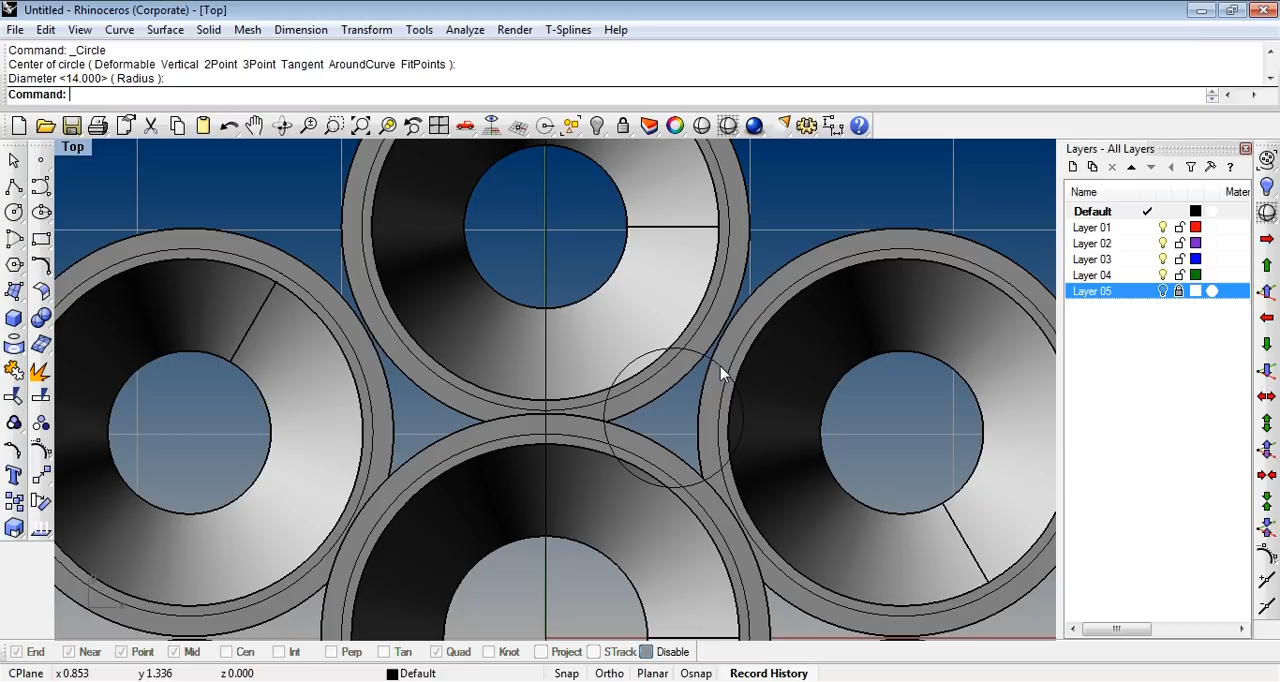 Untitled - Rhinoceros (Corporate) - [Top]
File Edit View Curve Surface Solid Mesh Dimension Transform Tools Analyze Render T-Splines Help
Command: _Circle
Center of circle ( Deformable Vertical 2Point 3Point Tangent AroundCurve FitPoints ):
Diameter <14.000> ( Radius ):
Command:
Top
Layers - All Layers
Name Mater
Default
Layer 01
Layer 02
Layer 03
Layer 04
Layer 05
End Near Point Mid Cen Int Perp Tan Quad Knot Project STrack Disable
CPlane x 0.853 y 1.336 z 0.000 Default Snap Ortho Planar Osnap Record History